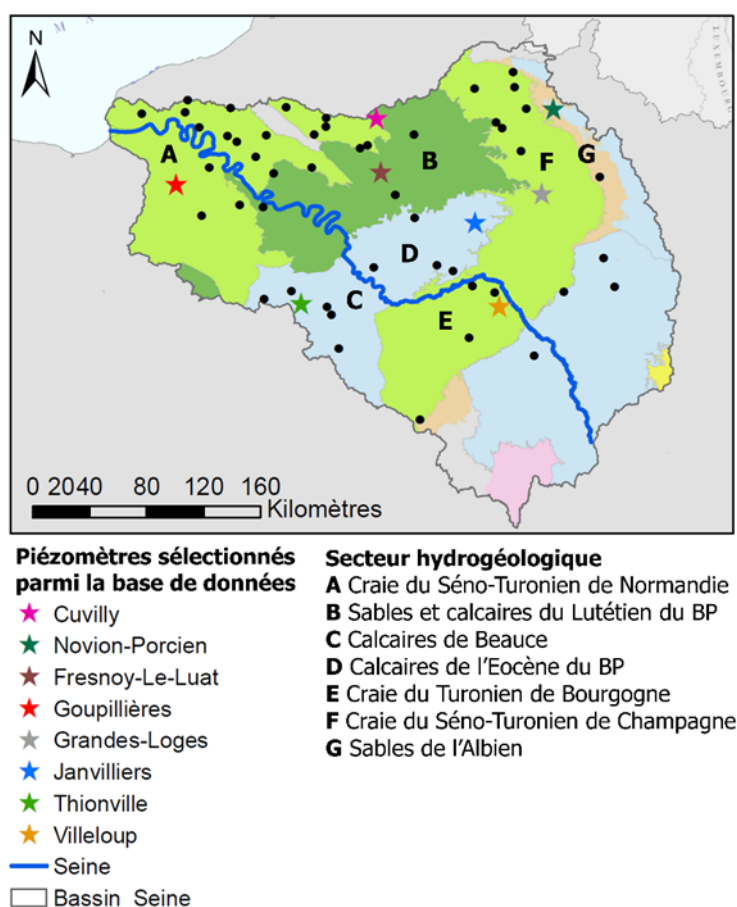 N
M A
LUXEMBOURG
A
B
F
G
D
C
E
0 2040 80 120 160
Kilomètres
Piézomètres sélectionnés
parmi la base de données
Cuvilly
Novion-Porcien
Fresnoy-Le-Luat
Goupillières
Grandes-Loges
Janvilliers
Thionville
Villeloup
Seine
Bassin_Seine
Secteur hydrogéologique
A Craie du Séno-Turonien de Normandie
B Sables et calcaires du Lutétien du BP
C Calcaires de Beauce
D Calcaires de l'Eocène du BP
E Craie du Turonien de Bourgogne
F Craie du Séno-Turonien de Champagne
G Sables de l'Albien